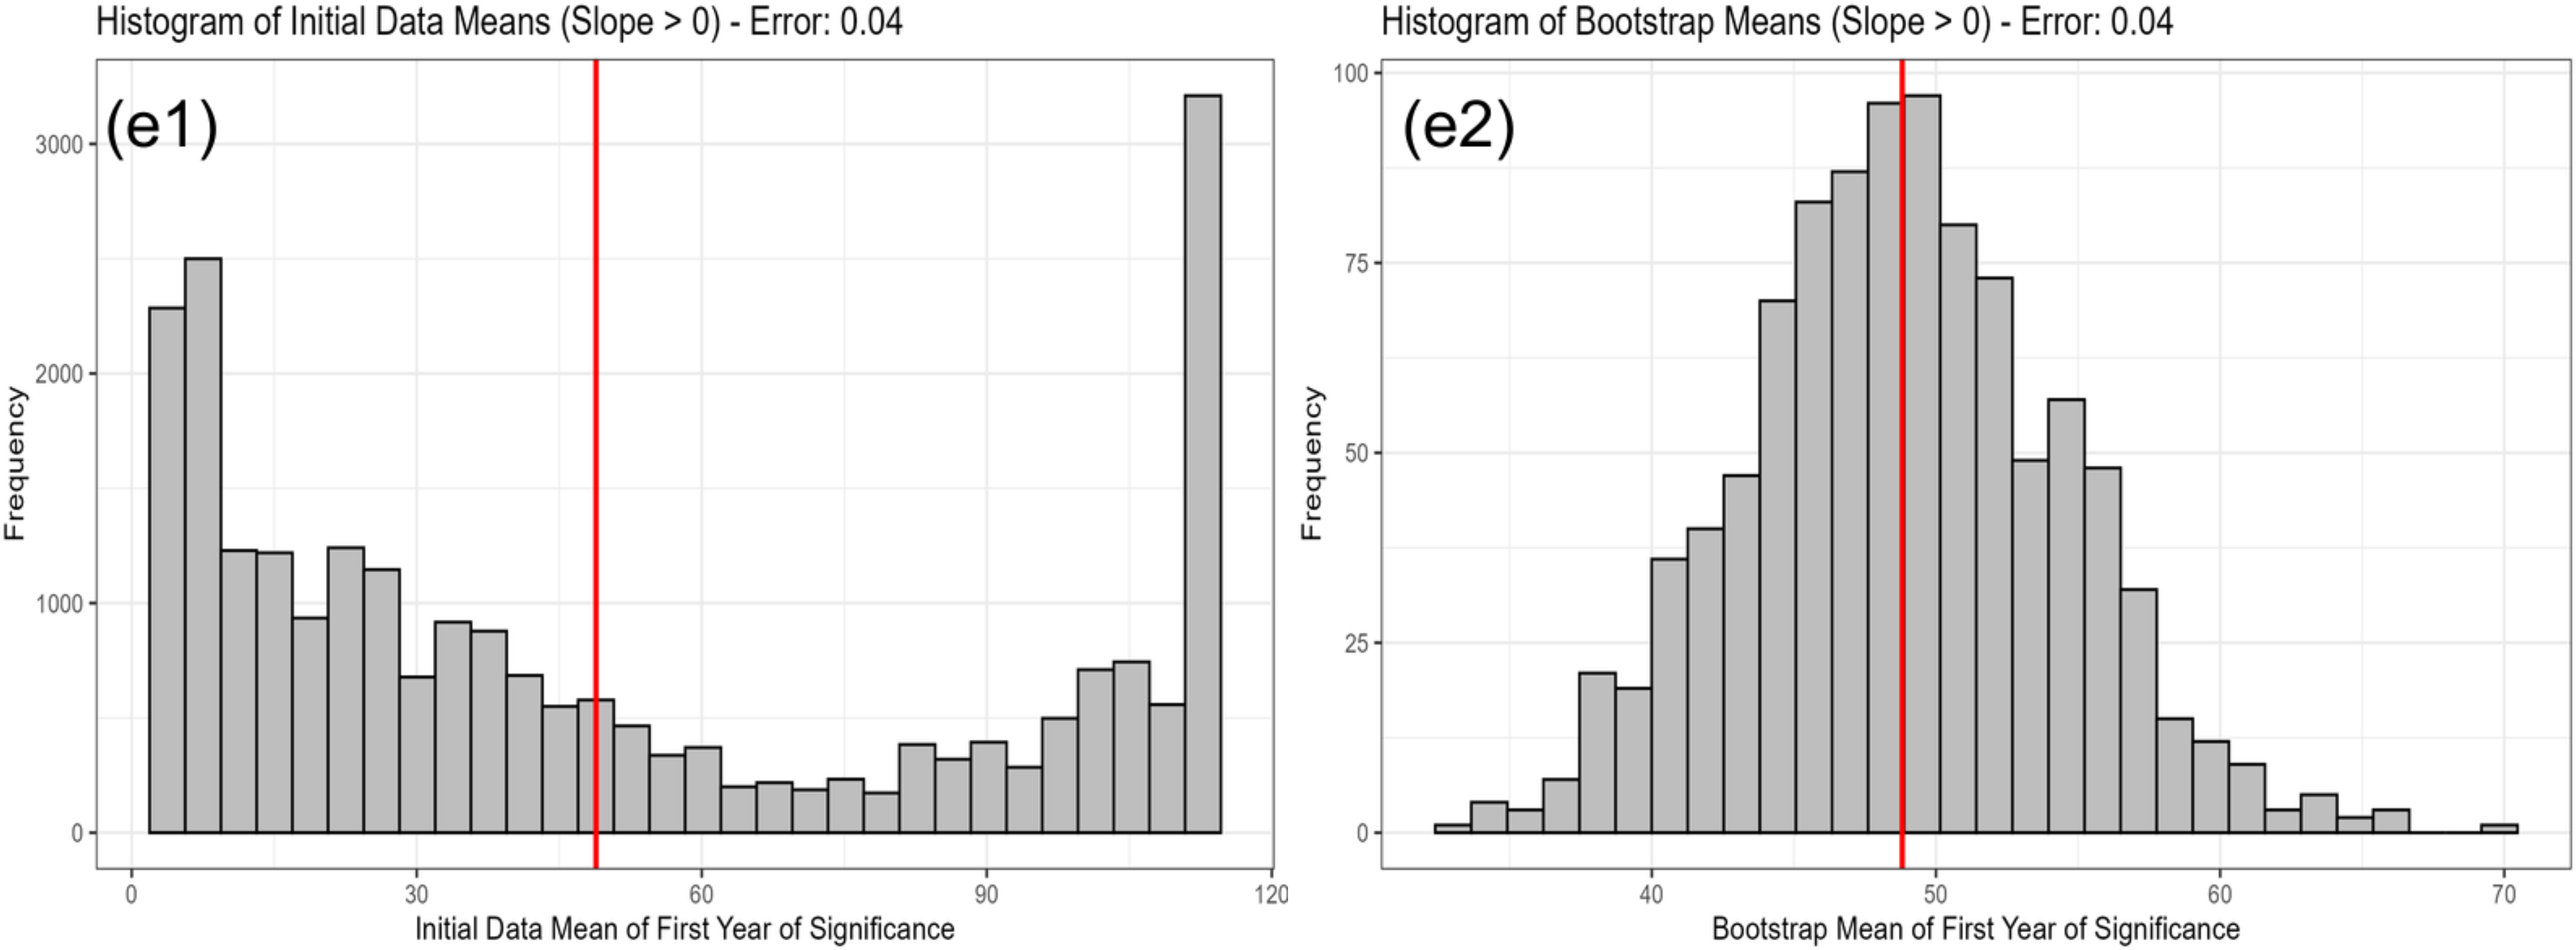 Histogram of Initial Data Means (Slope > 0) - Error: 0.04
(e1)
Frequency
3000
2000
1000
0
0 30 60 90 120
Initial Data Mean of First Year of Significance
Histogram of Bootstrap Means (Slope > 0) - Error: 0.04
(e2)
Frequency
100
75
50
25
0
40 50 60 70
Bootstrap Mean of First Year of Significance